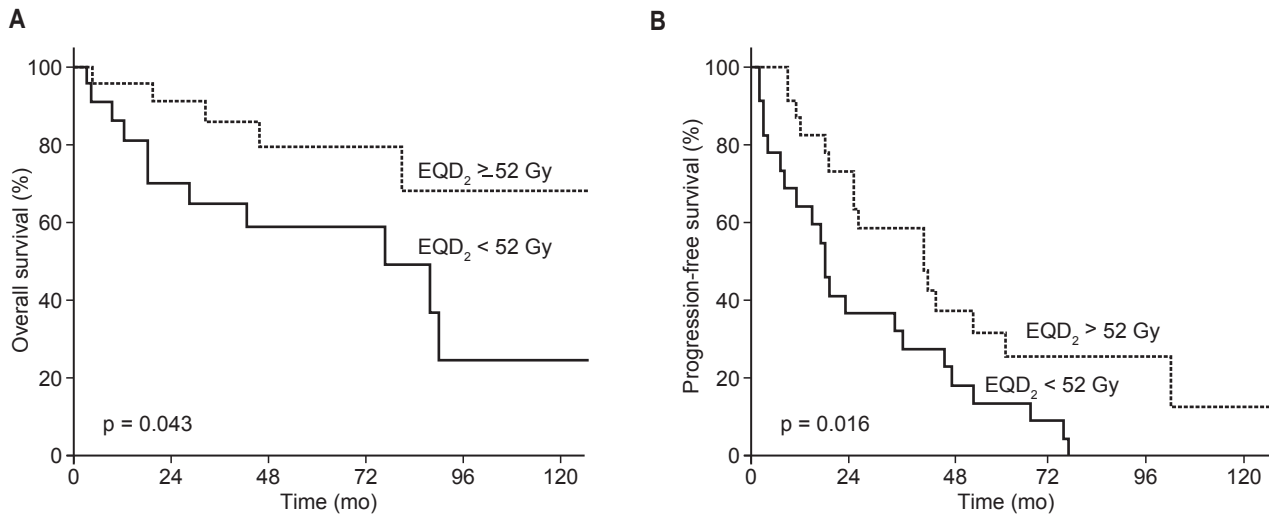 A
100
80
60
40
20
0
Overall survival (%)
EQD₂ ≥ 52 Gy
EQD₂ < 52 Gy
p = 0.043
0 24 48 72 96 120
Time (mo)
B
100
80
60
40
20
0
Progression-free survival (%)
EQD₂ > 52 Gy
EQD₂ < 52 Gy
p = 0.016
0 24 48 72 96 120
Time (mo)